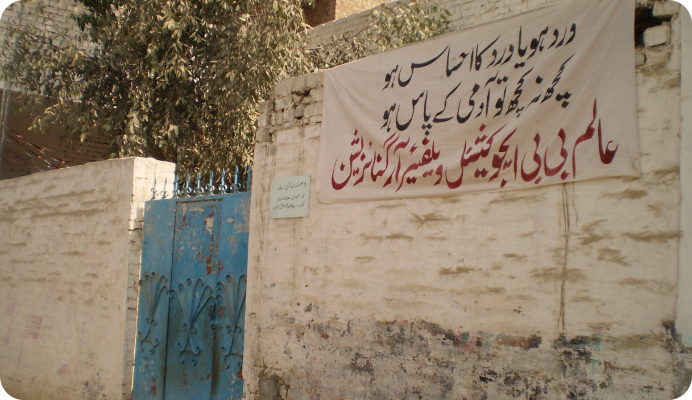 درد ہو یا درد کا احساس ہو
کچھ نہ کچھ تو آدمی کے پاس ہو
عالم بی بی ایجوکیشنل ویلفیئر آرگنائزیشن